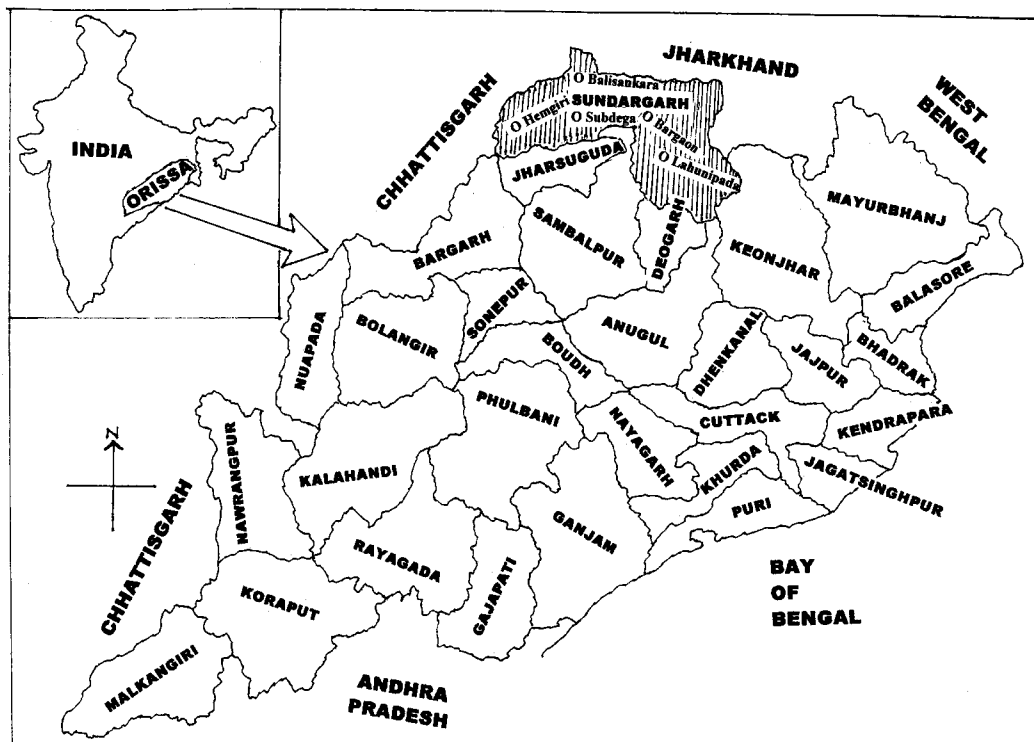 INDIA
ORISSA
JHARKHAND
WEST
BENGAL
CHHATTISGARH
O Balisankara
SUNDARGARH
O Hemgiri
O Subdega
O Bargaon
O Lahunipada
JHARSUGUDA
MAYURBHANJ
BARGARH
SAMBALPUR
DEOGARH
KEONJHAR
BALASORE
NUAPADA
BOLANGIR
SONEPUR
ANUGUL
DHENKANAL
JAJPUR
BHADRAK
BOUDH
PHULBANI
NAYAGARH
CUTTACK
KENDRAPARA
N
NAWRANGPUR
KALAHANDI
KHURDA
JAGATSINGHPUR
PURI
CHHATTISGARH
RAYAGADA
GANJAM
GAJAPATI
KORAPUT
BAY
OF
BENGAL
MALKANGIRI
ANDHRA
PRADESH